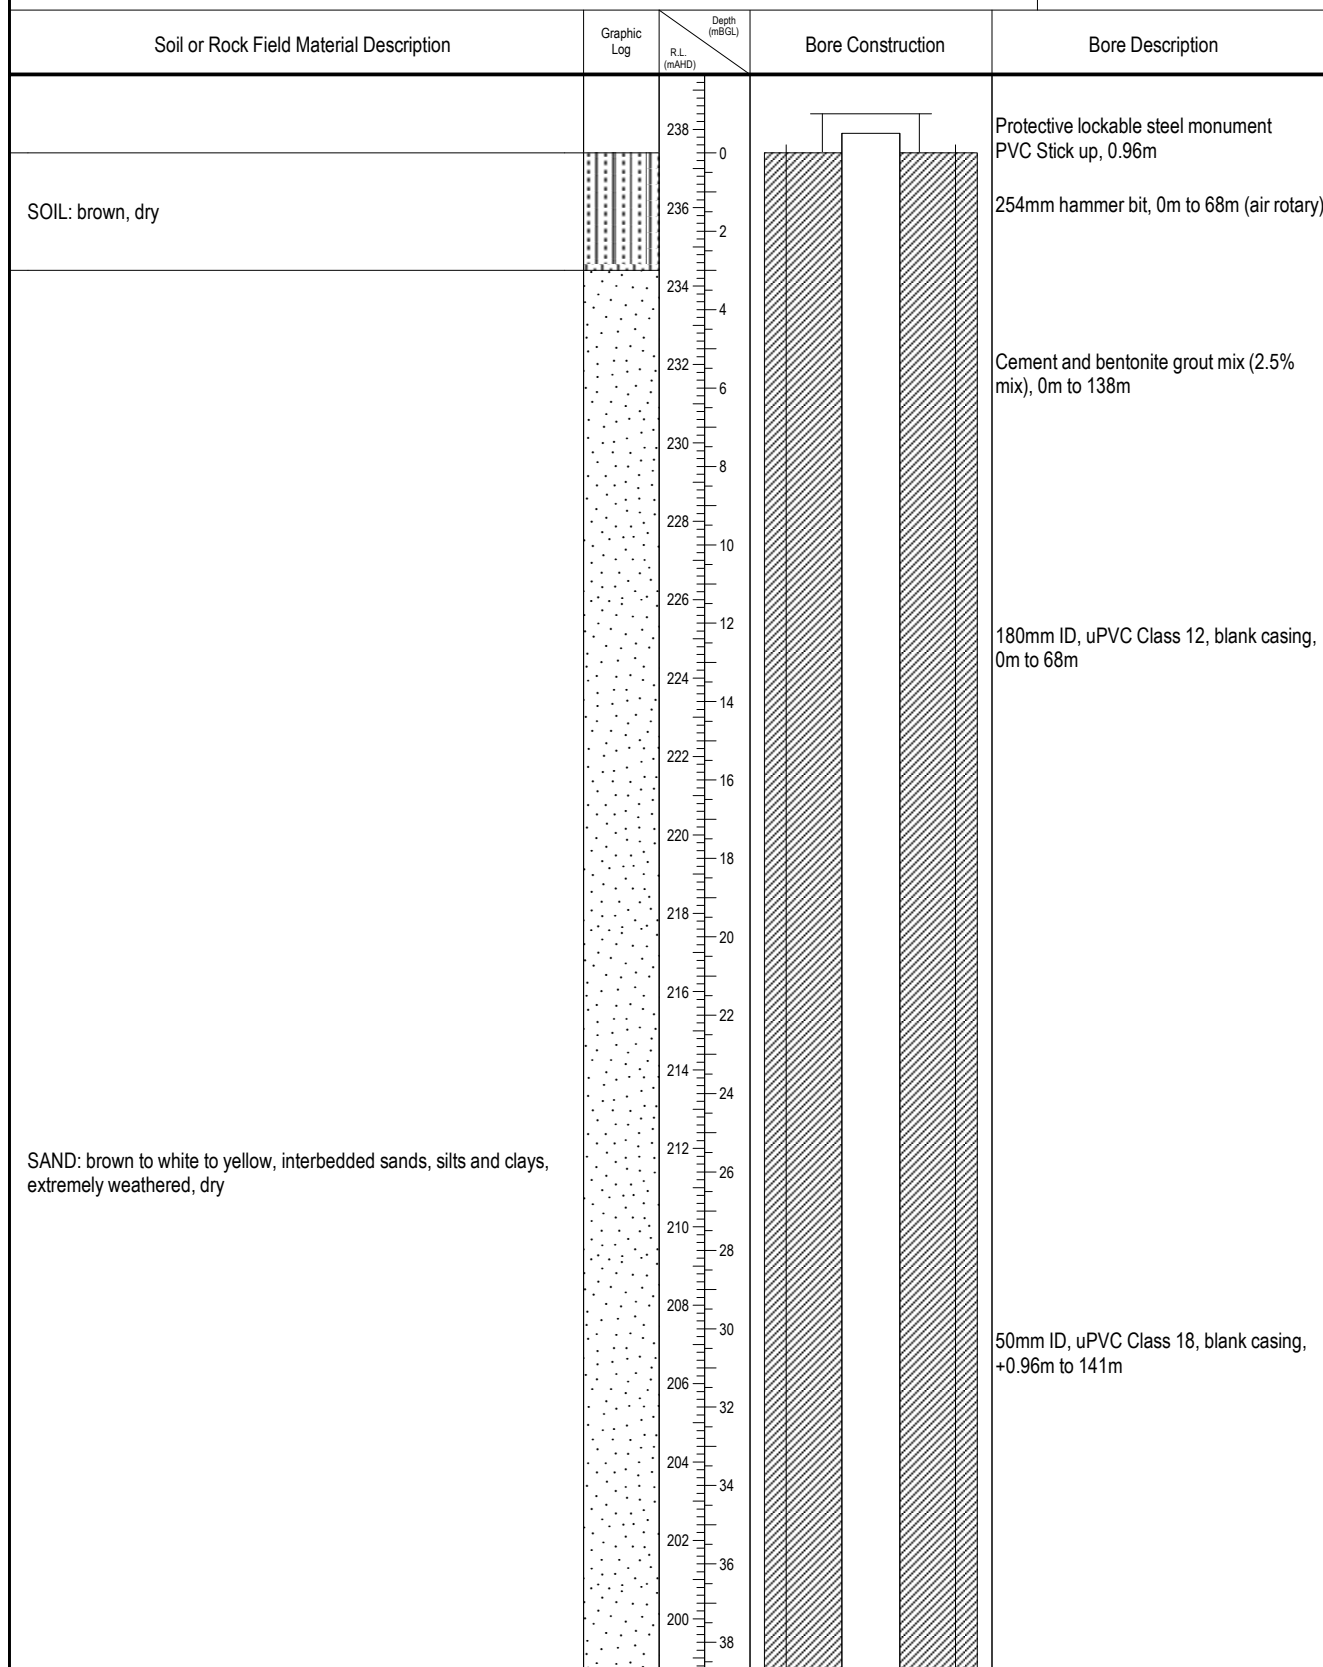 Soil or Rock Field Material Description
Graphic
Log
Depth
(mBGL)
R.L.
(mAHD)
Bore Construction
Bore Description
238
Protective lockable steel monument
PVC Stick up, 0.96m
0
SOIL: brown, dry
236
254mm hammer bit, 0m to 68m (air rotary)
2
234
4
232
Cement and bentonite grout mix (2.5%
mix), 0m to 138m
6
230
8
228
10
226
12
180mm ID, uPVC Class 12, blank casing,
0m to 68m
224
14
222
16
220
18
218
20
216
22
214
24
212
SAND: brown to white to yellow, interbedded sands, silts and clays,
extremely weathered, dry
26
210
28
208
30
50mm ID, uPVC Class 18, blank casing,
+0.96m to 141m
206
32
204
34
202
36
200
38